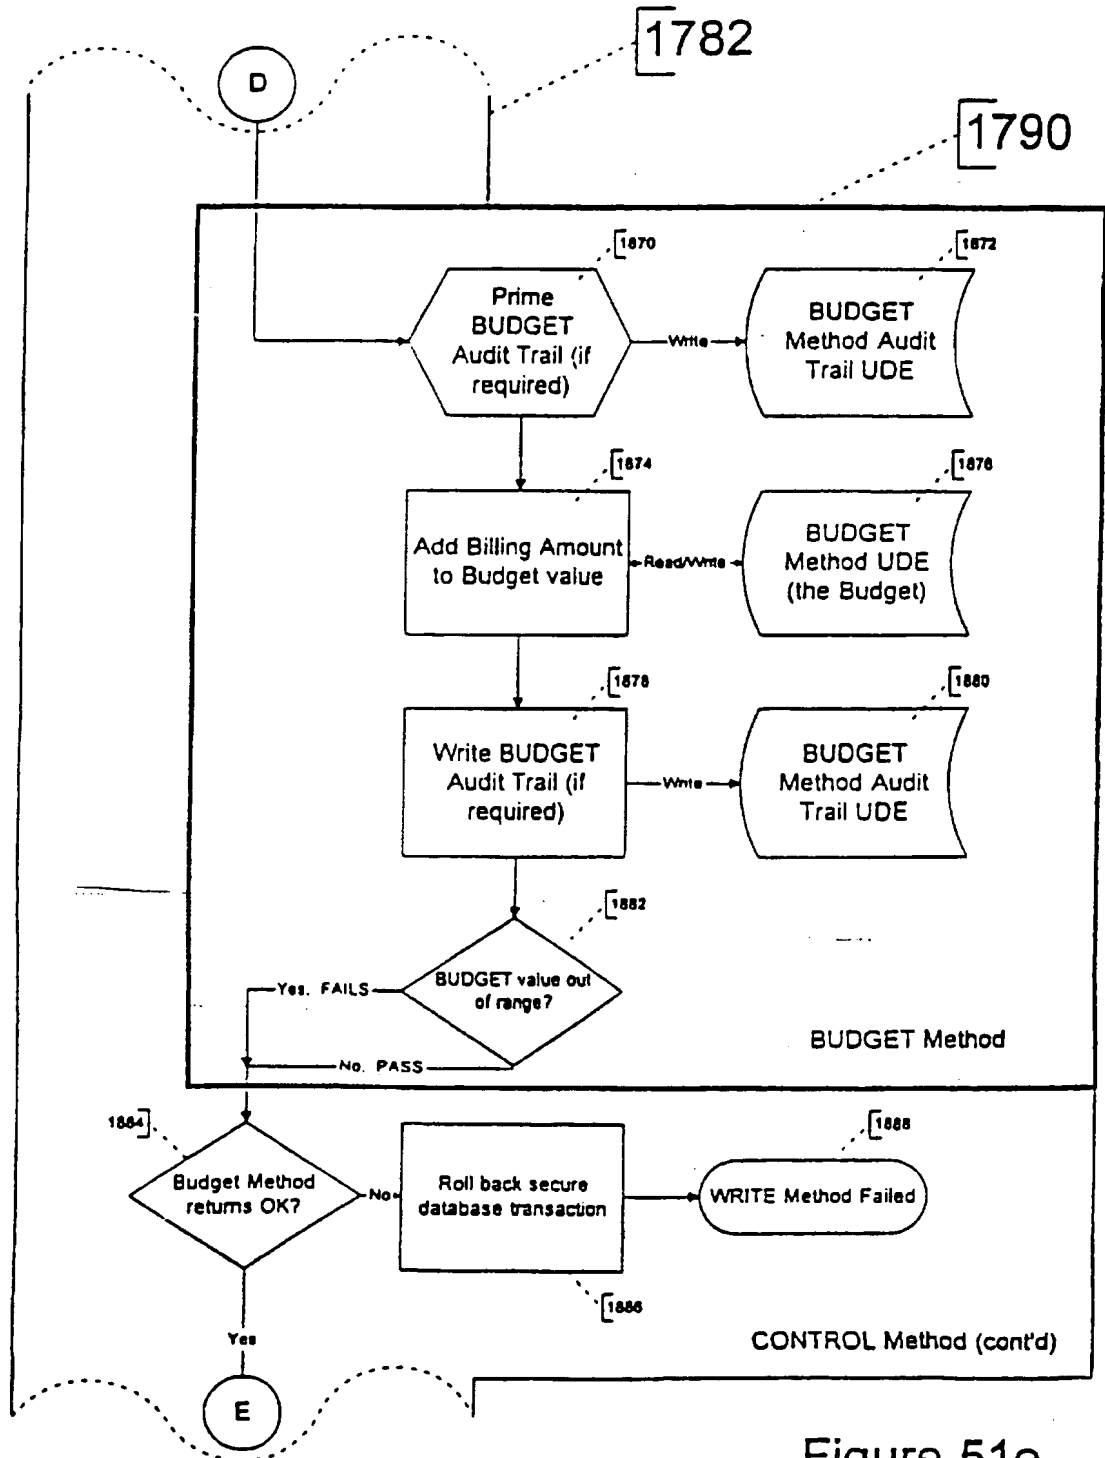 1782
D
1790
1870
1872
Prime
BUDGET
Audit Trail (if
required)
Write
BUDGET
Method Audit
Trail UDE
1874
1876
Add Billing Amount
to Budget value
Read/Write
BUDGET
Method UDE
(the Budget)
1878
1880
Write BUDGET
Audit Trail (if
required)
Write
BUDGET
Method Audit
Trail UDE
1882
BUDGET value out
of range?
Yes. FAILS
No. PASS
BUDGET Method
1884
1888
Budget Method
returns OK?
No
Roll back secure
database transaction
WRITE Method Failed
1886
Yes
CONTROL Method (cont'd)
E
Figure 51e